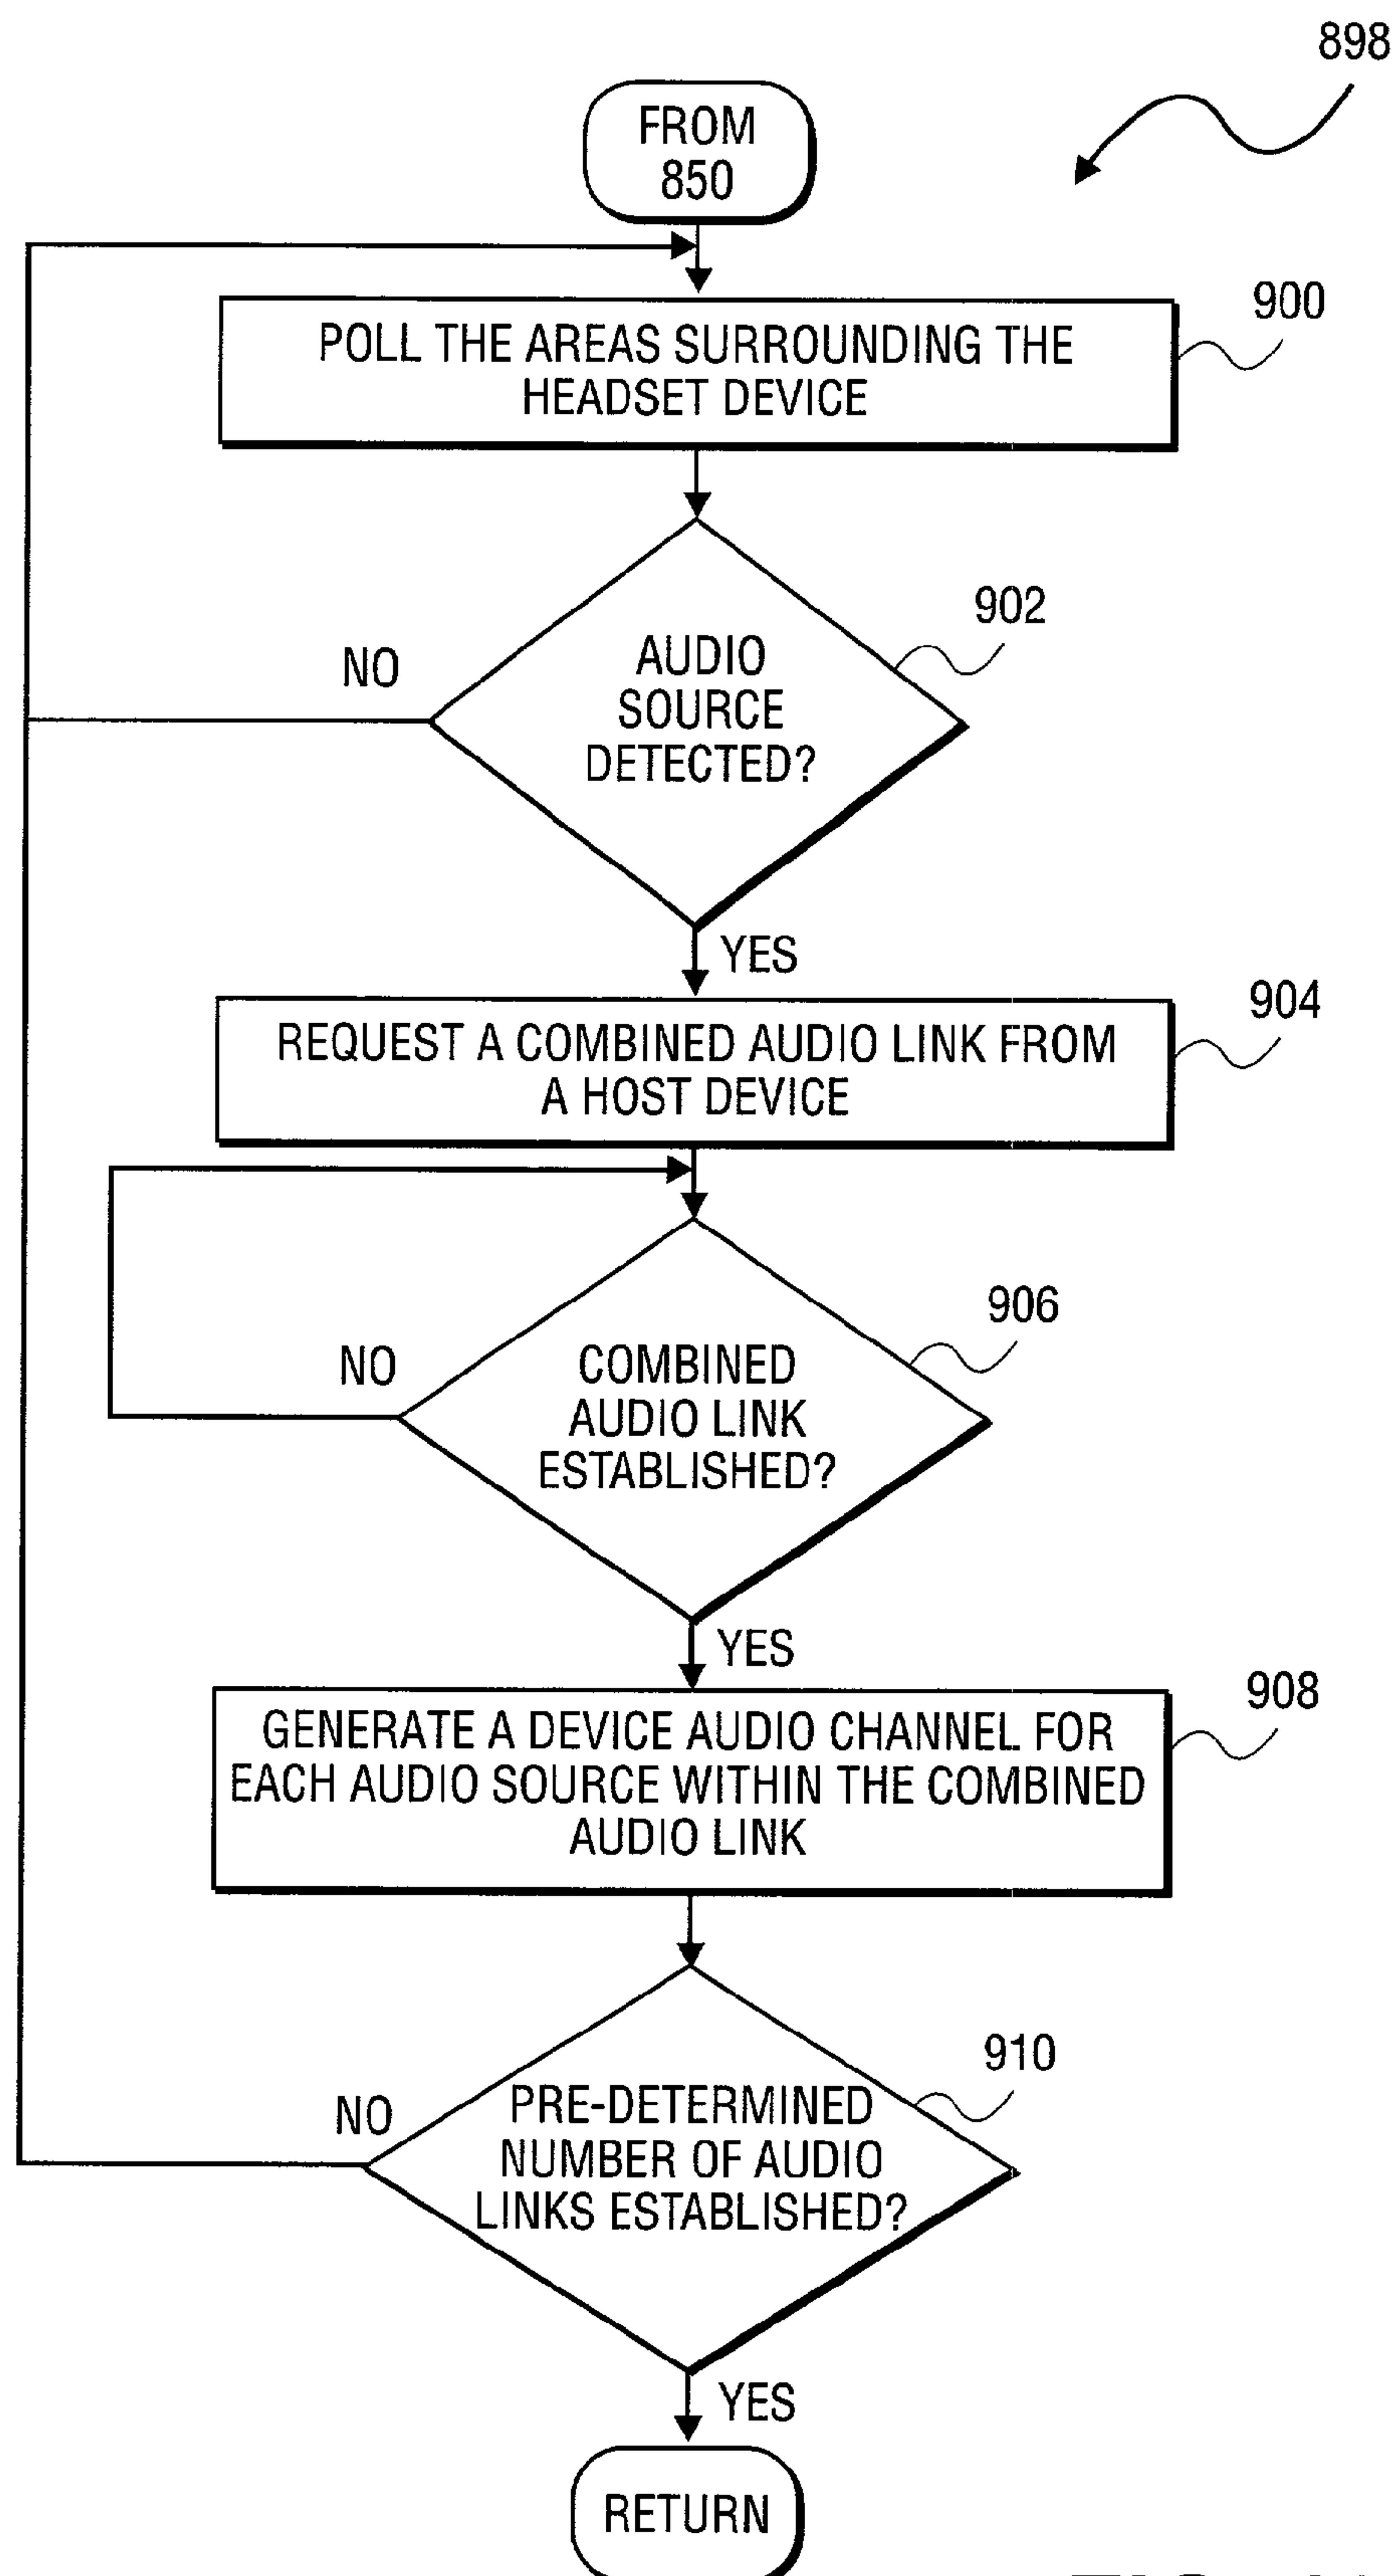 898
FROM
850
900
POLL THE AREAS SURROUNDING THE
HEADSET DEVICE
902
AUDIO
SOURCE
DETECTED?
NO
YES
904
REQUEST A COMBINED AUDIO LINK FROM
A HOST DEVICE
906
COMBINED
AUDIO LINK
ESTABLISHED?
NO
YES
908
GENERATE A DEVICE AUDIO CHANNEL FOR
EACH AUDIO SOURCE WITHIN THE COMBINED
AUDIO LINK
910
PRE-DETERMINED
NUMBER OF AUDIO
LINKS ESTABLISHED?
NO
YES
RETURN